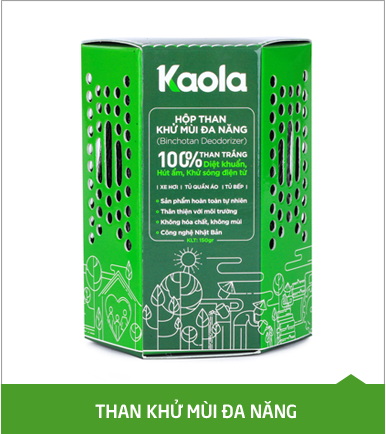 Kaola
HỘP THAN
KHỬ MÙI ĐA NĂNG
(Binchotan Deodorizer)
100% THAN TRẮNG
Diệt khuẩn,
Hút ẩm, Khử sóng điện từ
| XE HƠI | TỦ QUẦN ÁO | TỦ BẾP |
• Sản phẩm hoàn toàn tự nhiên
• Thân thiện với môi trường
• Không hóa chất, không mùi
• Công nghệ Nhật Bản
KLT: 150gr
THAN KHỬ MÙI ĐA NĂNG